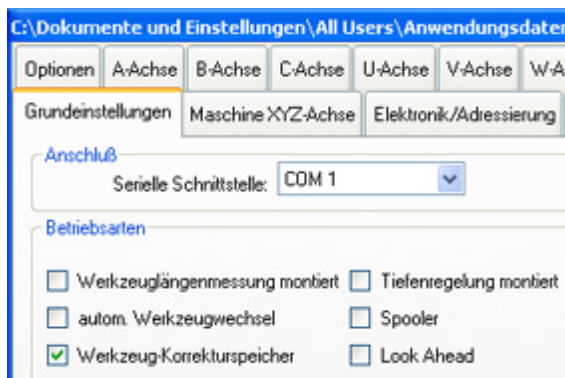 C:\Dokumente und Einstellungen\All Users\Anwendungsdaten
Optionen A-Achse B-Achse C-Achse U-Achse V-Achse W-A
Grundeinstellungen Maschine XYZ-Achse Elektronik/Adressierung
Anschluß
Serielle Schnittstelle: COM 1
Betriebsarten
Werkzeuglängenmessung montiert Tiefenregelung montiert
autom. Werkzeugwechsel Spooler
Werkzeug-Korrekturspeicher Look Ahead